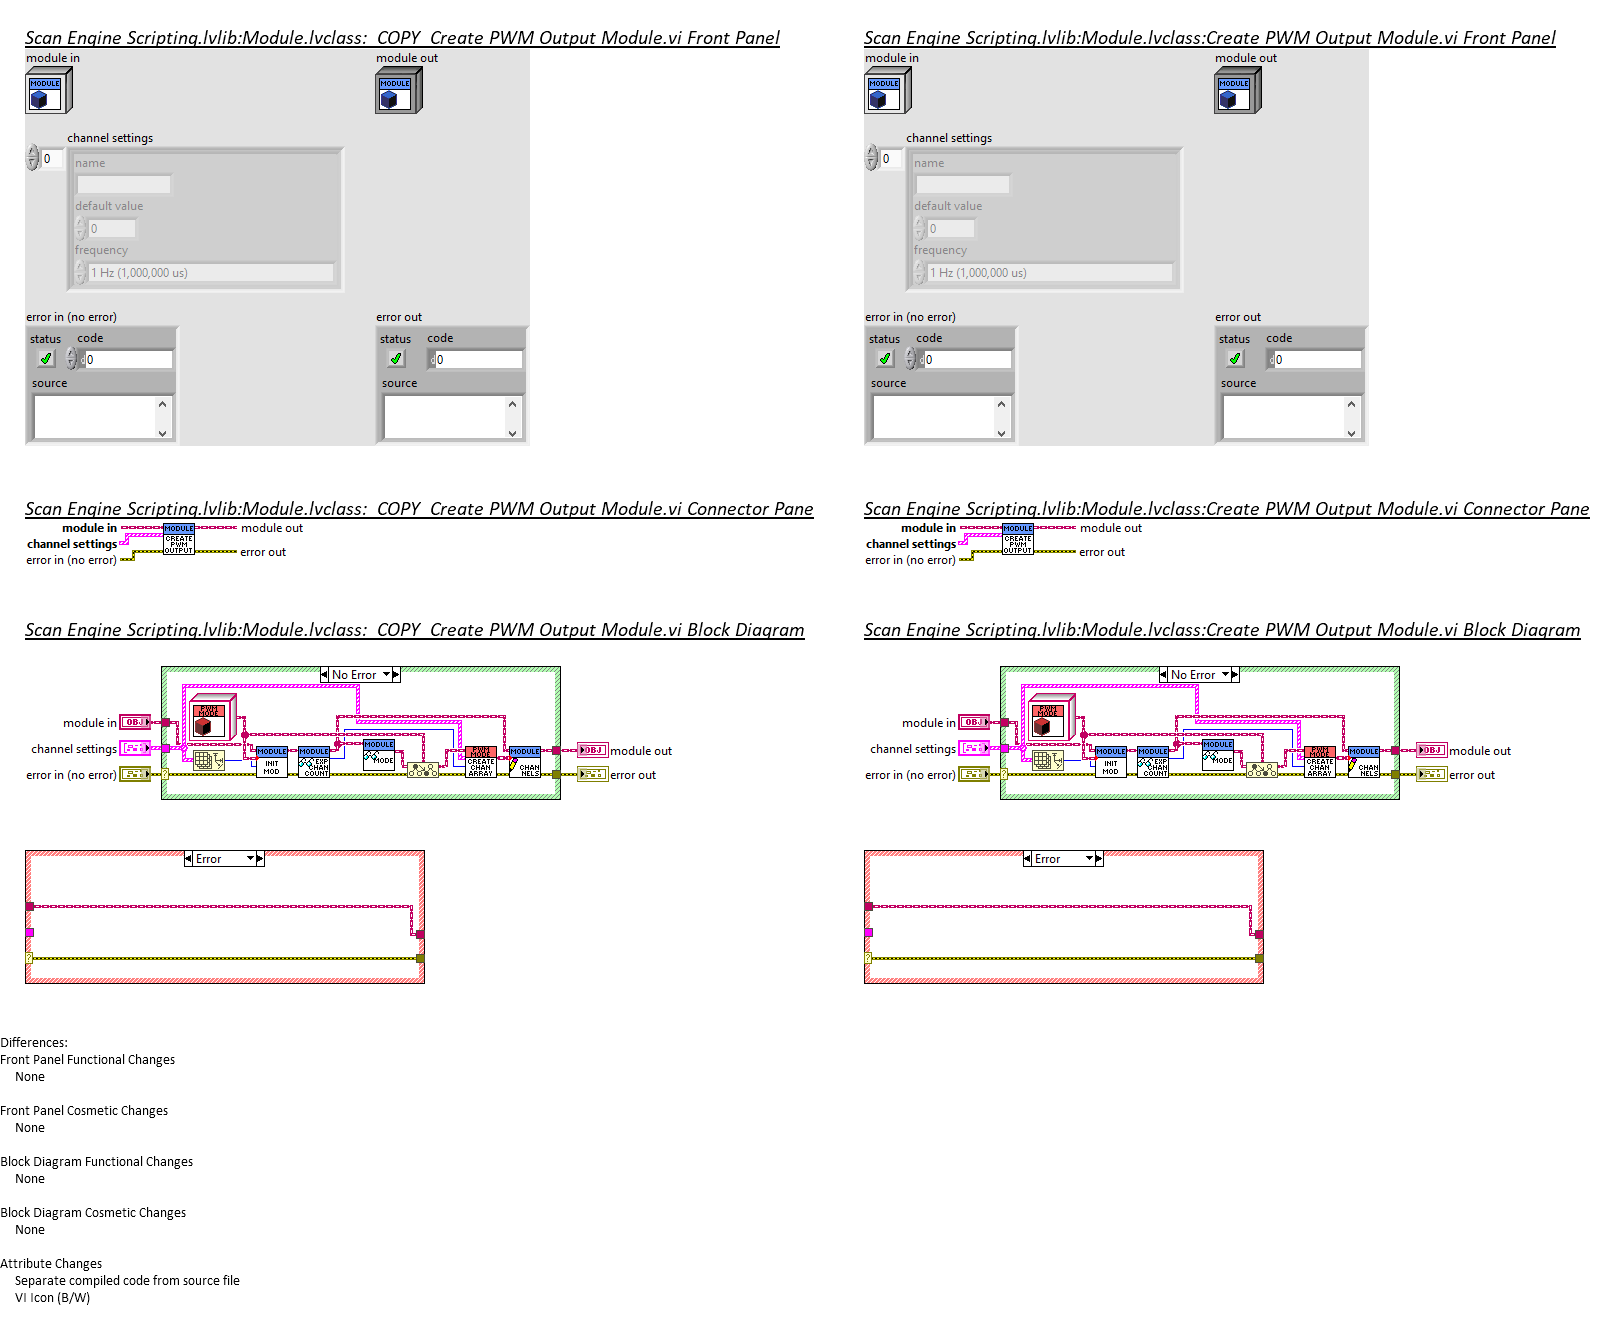 Scan Engine Scripting.lvlib:Module.lvclass:  COPY  Create PWM Output Module.vi Front Panel
module in
module out
MODULE
MODULE
channel settings
0
name
default value
0
frequency
1 Hz (1,000,000 us)
error in (no error)
error out
status code
status code
0
0
source
source
Scan Engine Scripting.lvlib:Module.lvclass:Create PWM Output Module.vi Front Panel
module in
module out
MODULE
MODULE
channel settings
0
name
default value
0
frequency
1 Hz (1,000,000 us)
error in (no error)
error out
status code
status code
0
0
source
source
Scan Engine Scripting.lvlib:Module.lvclass:  COPY  Create PWM Output Module.vi Connector Pane
module in
channel settings
error in (no error)
MODULE
CREATE
PWM
OUTPUT
module out
error out
Scan Engine Scripting.lvlib:Module.lvclass:Create PWM Output Module.vi Connector Pane
module in
channel settings
error in (no error)
MODULE
CREATE
PWM
OUTPUT
module out
error out
Scan Engine Scripting.lvlib:Module.lvclass:  COPY  Create PWM Output Module.vi Block Diagram
No Error
PWM
MODE
module in
OBJ
channel settings
error in (no error)
?
MODULE
INIT
MOD
MODULE
EXP
CHAN
COUNT
MODULE
MODE
PWM
MODE
CREATE
CHAN
ARRAY
MODULE
CHAN
NELS
OBJ
module out
error out
Error
?
Scan Engine Scripting.lvlib:Module.lvclass:Create PWM Output Module.vi Block Diagram
No Error
PWM
MODE
module in
OBJ
channel settings
error in (no error)
?
MODULE
INIT
MOD
MODULE
EXP
CHAN
COUNT
MODULE
MODE
PWM
MODE
CREATE
CHAN
ARRAY
MODULE
CHAN
NELS
OBJ
module out
error out
Error
?
Differences:
Front Panel Functional Changes
None
Front Panel Cosmetic Changes
None
Block Diagram Functional Changes
None
Block Diagram Cosmetic Changes
None
Attribute Changes
Separate compiled code from source file
VI Icon (B/W)